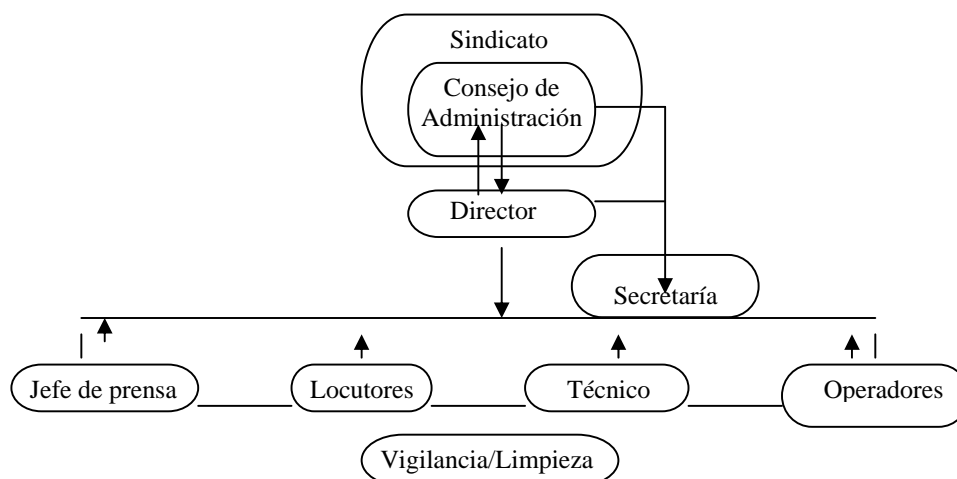 Sindicato
Consejo de
Administración
Director
Secretaría
Jefe de prensa
Locutores
Técnico
Operadores
Vigilancia/Limpieza